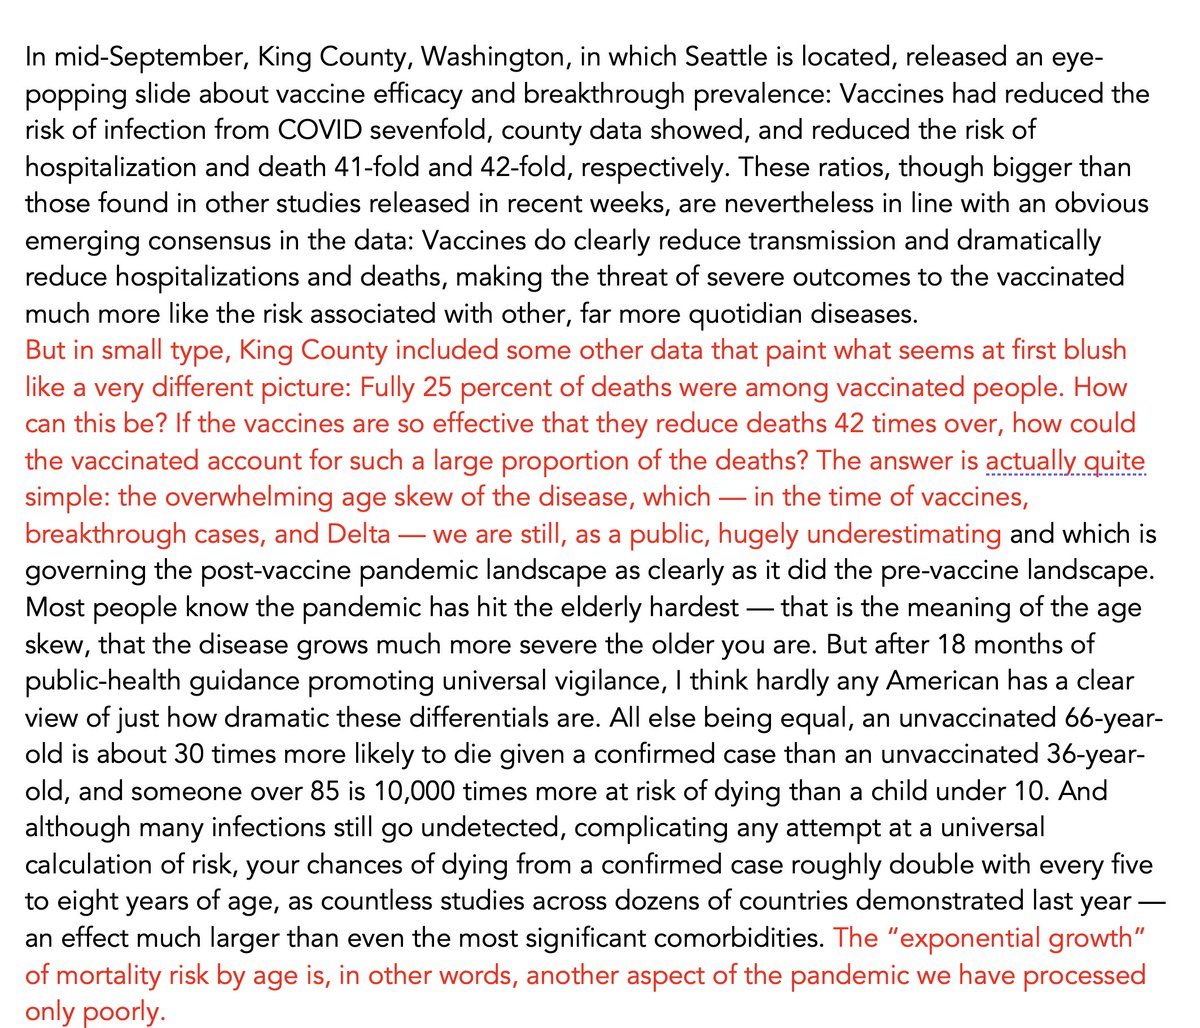 In mid-September, King County, Washington, in which Seattle is located, released an eye-
popping slide about vaccine efficacy and breakthrough prevalence: Vaccines had reduced the
risk of infection from COVID sevenfold, county data showed, and reduced the risk of
hospitalization and death 41-fold and 42-fold, respectively. These ratios, though bigger than
those found in other studies released in recent weeks, are nevertheless in line with an obvious
emerging consensus in the data: Vaccines do clearly reduce transmission and dramatically
reduce hospitalizations and deaths, making the threat of severe outcomes to the vaccinated
much more like the risk associated with other, far more quotidian diseases.
But in small type, King County included some other data that paint what seems at first blush
like a very different picture: Fully 25 percent of deaths were among vaccinated people. How
can this be? If the vaccines are so effective that they reduce deaths 42 times over, how could
the vaccinated account for such a large proportion of the deaths? The answer is actually quite
simple: the overwhelming age skew of the disease, which — in the time of vaccines,
breakthrough cases, and Delta — we are still, as a public, hugely underestimating and which is
governing the post-vaccine pandemic landscape as clearly as it did the pre-vaccine landscape.
Most people know the pandemic has hit the elderly hardest — that is the meaning of the age
skew, that the disease grows much more severe the older you are. But after 18 months of
public-health guidance promoting universal vigilance, I think hardly any American has a clear
view of just how dramatic these differentials are. All else being equal, an unvaccinated 66-year-
old is about 30 times more likely to die given a confirmed case than an unvaccinated 36-year-
old, and someone over 85 is 10,000 times more at risk of dying than a child under 10. And
although many infections still go undetected, complicating any attempt at a universal
calculation of risk, your chances of dying from a confirmed case roughly double with every five
to eight years of age, as countless studies across dozens of countries demonstrated last year —
an effect much larger than even the most significant comorbidities. The “exponential growth”
of mortality risk by age is, in other words, another aspect of the pandemic we have processed
only poorly.